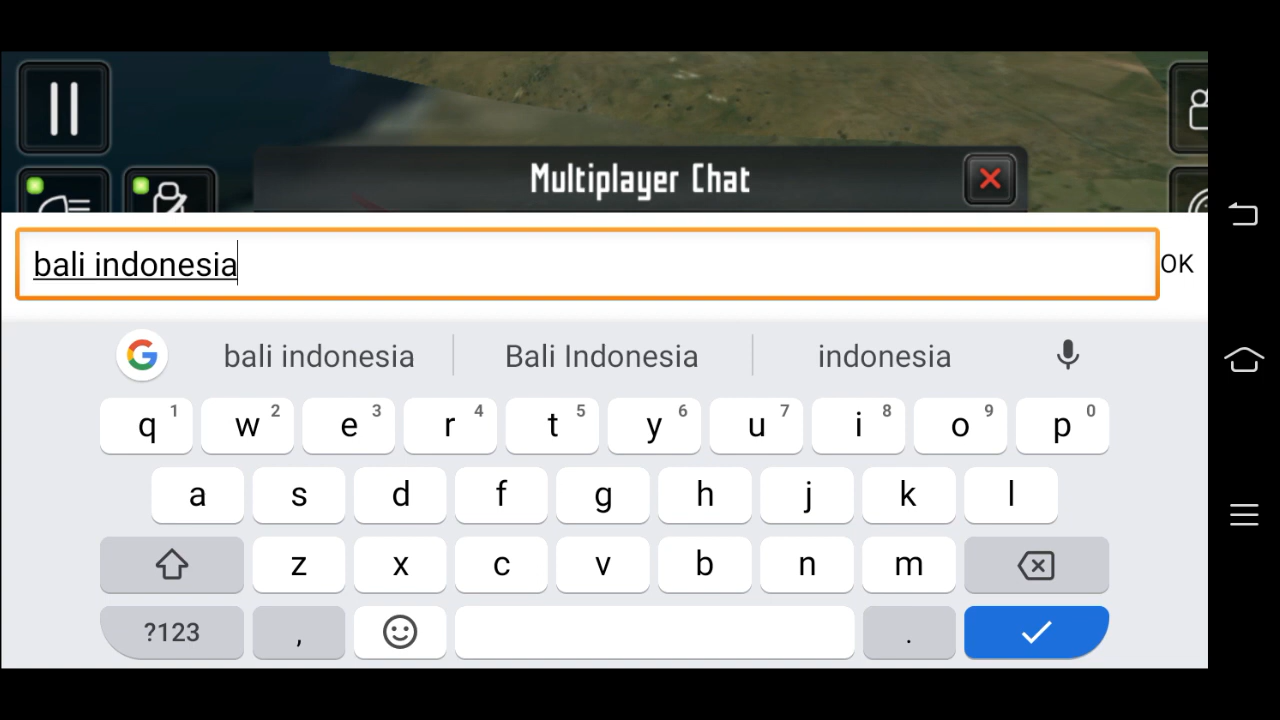 Multiplayer Chat
bali indonesia
OK
bali indonesia
Bali Indonesia
indonesia
q 1 w 2 e 3 r 4 t 5 y 6 u 7 i 8 o 9 p 0
a s d f g h j k l
z x c v b n m
?123 , .